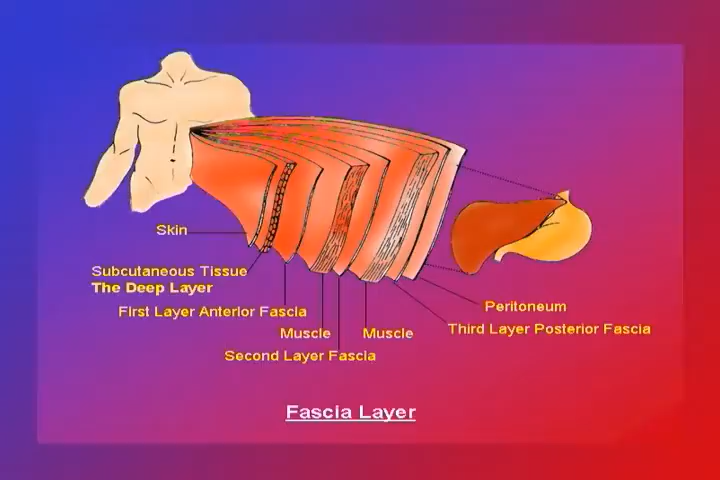 Skin
Subcutaneous Tissue
The Deep Layer
First Layer Anterior Fascia
Peritoneum
Muscle
Muscle
Third Layer Posterior Fascia
Second Layer Fascia
Fascia Layer